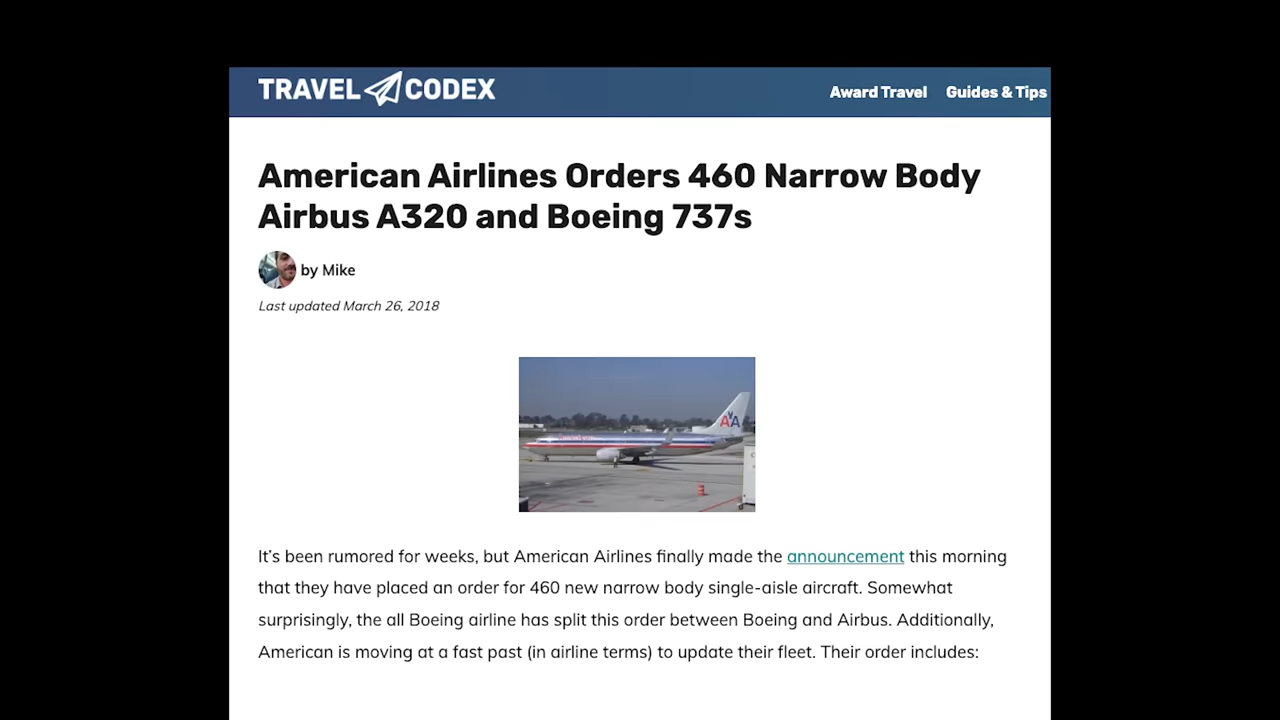 TRAVEL CODEX
Award Travel Guides & Tips
American Airlines Orders 460 Narrow Body
Airbus A320 and Boeing 737s
by Mike
Last updated March 26, 2018
AA
It's been rumored for weeks, but American Airlines finally made the announcement this morning
that they have placed an order for 460 new narrow body single-aisle aircraft. Somewhat
surprisingly, the all Boeing airline has split this order between Boeing and Airbus. Additionally,
American is moving at a fast past (in airline terms) to update their fleet. Their order includes: